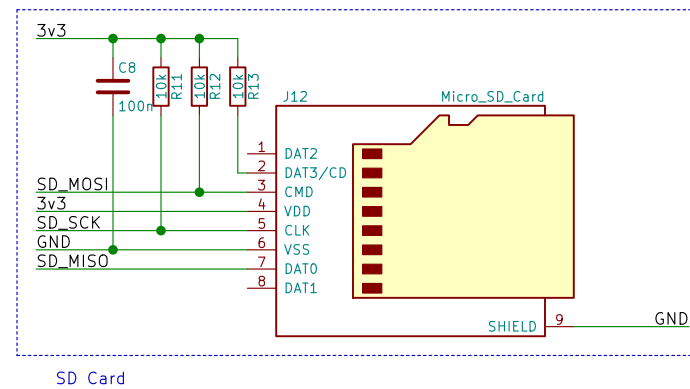 3v3
C8
100n
10k
R11
10k
R12
10k
R13
J12
Micro_SD_Card
1
DAT2
2
DAT3/CD
SD_MOSI
3
CMD
3v3
4
VDD
SD_SCK
5
CLK
GND
6
VSS
SD_MISO
7
DAT0
8
DAT1
SHIELD
9
GND
SD Card